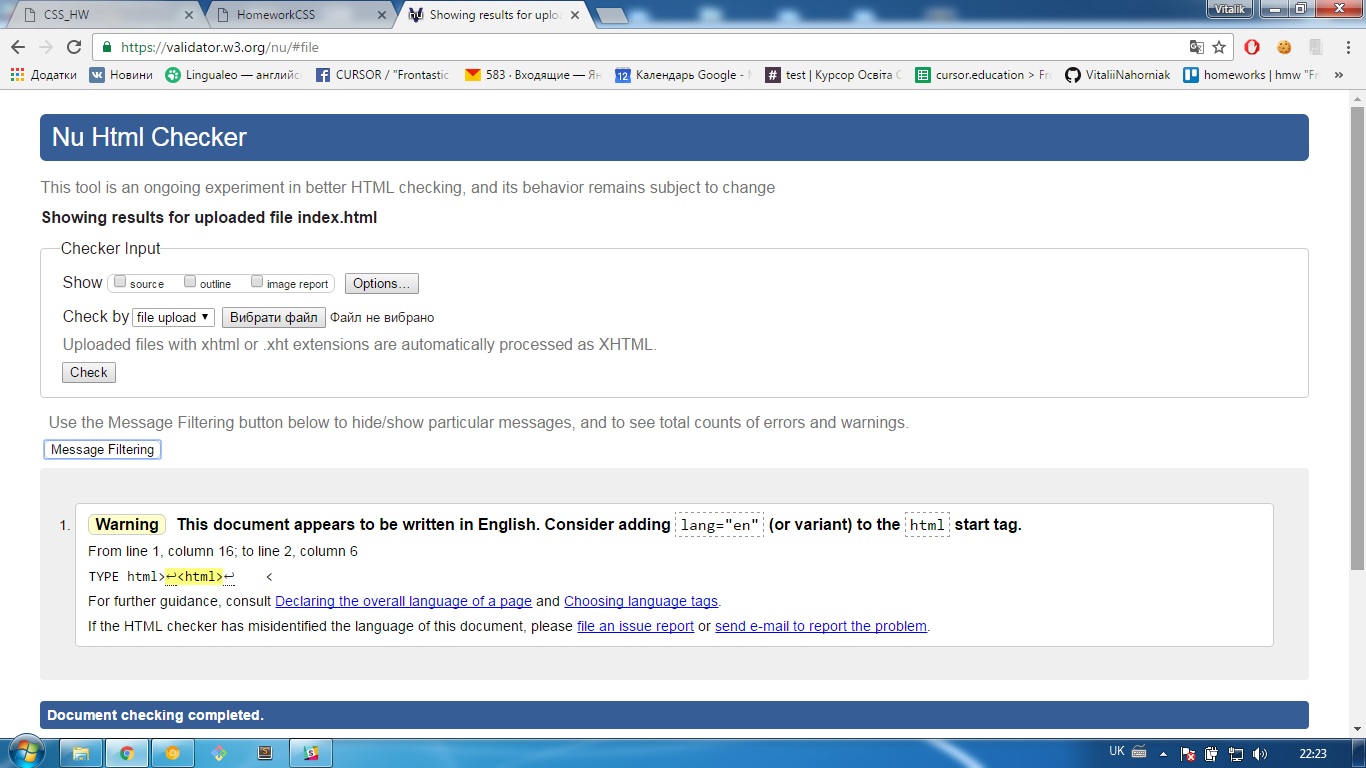 CSS_HW
HomeworkCSS
Showing results for uplo
Vitalik
https://validator.w3.org/nu/#file
Додатки
Новини
Lingualeo — английс
CURSOR / "Frontastic
583 · Входящие — Ян
Календарь Google -
test | Курсор Освіта
cursor.education > Fr
VitaliiNahorniak
homeworks | hmw "Fr
»
Nu Html Checker
This tool is an ongoing experiment in better HTML checking, and its behavior remains subject to change
Showing results for uploaded file index.html
Checker Input
Show source outline image report Options...
Check by file upload Вибрати файл Файл не вибрано
Uploaded files with xhtml or .xht extensions are automatically processed as XHTML.
Check
Use the Message Filtering button below to hide/show particular messages, and to see total counts of errors and warnings.
Message Filtering
1. Warning This document appears to be written in English. Consider adding lang="en" (or variant) to the html start tag.
From line 1, column 16; to line 2, column 6
TYPE html>↩<html>↩ <
For further guidance, consult Declaring the overall language of a page and Choosing language tags.
If the HTML checker has misidentified the language of this document, please file an issue report or send e-mail to report the problem.
Document checking completed.
UK
22:23